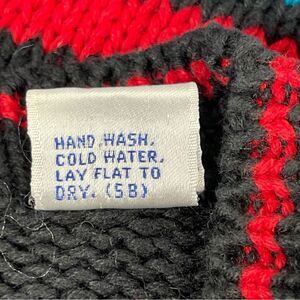 HAND WASH.
COLD WATER.
LAY FLAT TO
DRY. (5B)